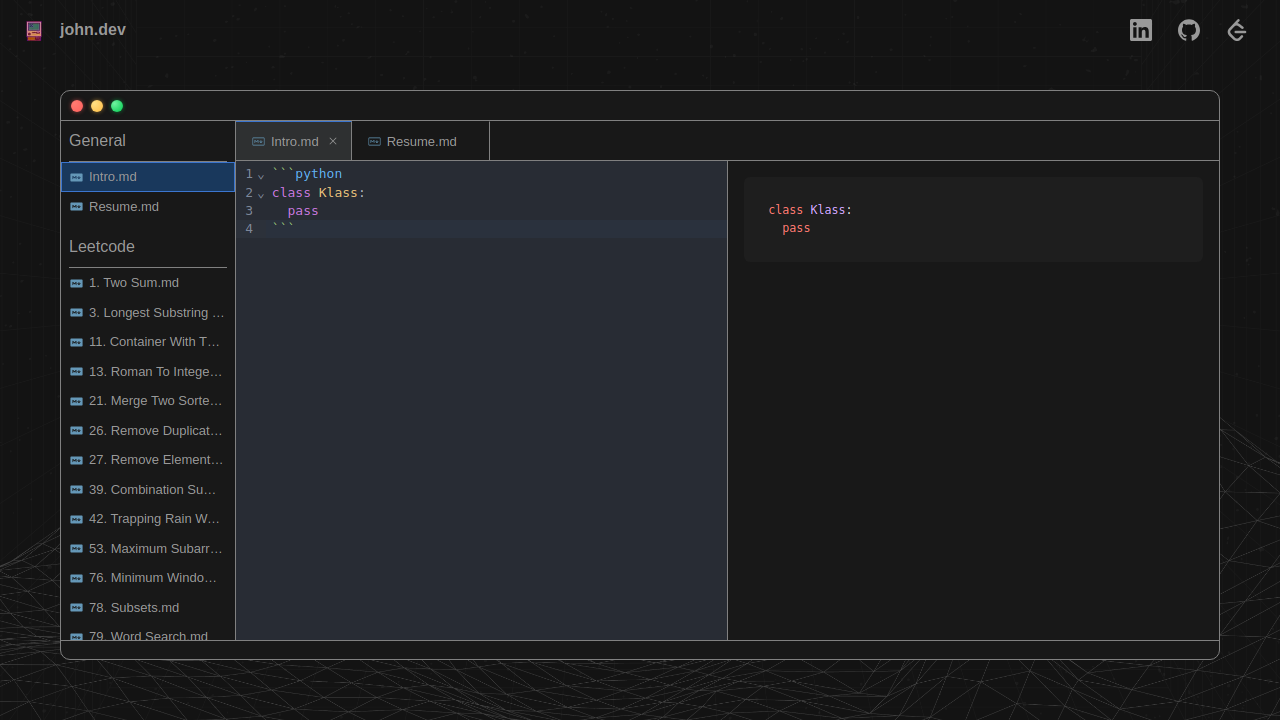 john.dev
General
Intro.md
Resume.md
Leetcode
1. Two Sum.md
3. Longest Substring ...
11. Container With T...
13. Roman To Intege...
21. Merge Two Sorte...
26. Remove Duplicat...
27. Remove Element...
39. Combination Su...
42. Trapping Rain W...
53. Maximum Subarr...
76. Minimum Windo...
78. Subsets.md
79. Word Search.md
Intro.md ×
Resume.md
1 ```python
2 class Klass:
3 pass
4 ```
class Klass:
pass